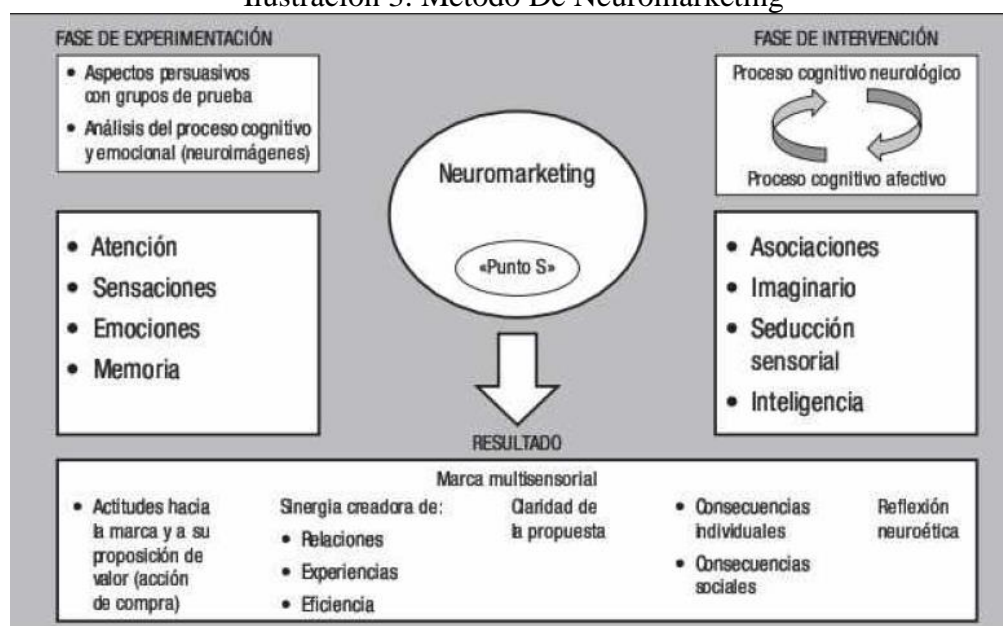 Ilustración 3. Método De Neuromarketing
FASE DE EXPERIMENTACIÓN
• Aspectos persuasivos
con grupos de prueba
• Análisis del proceso cognitivo
y emocional (neuroimágenes)
• Atención
• Sensaciones
• Emociones
• Memoria
Neuromarketing
«Punto S»
FASE DE INTERVENCIÓN
Proceso cognitivo neurológico
Proceso cognitivo afectivo
• Asociaciones
• Imaginario
• Seducción
sensorial
• Inteligencia
RESULTADO
Marca multisensorial
• Actitudes hacia
la marca y a su
proposición de
valor (acción
de compra)
Sinergia creadora de:
• Relaciones
• Experiencias
• Eficiencia
Claridad de
la propuesta
• Consecuencias
individuales
• Consecuencias
sociales
Reflexión
neuroética